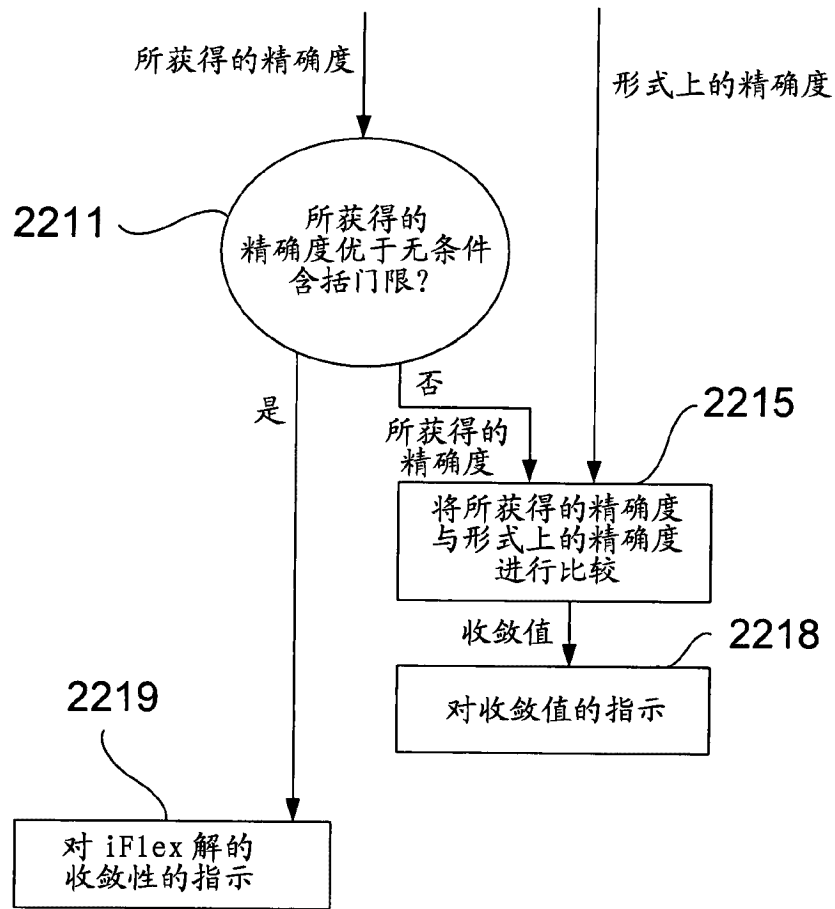 所获得的精确度
形式上的精确度
2211
所获得的
精确度优于无条件
含括门限?
是
否
所获得的
精确度
2215
将所获得的精确度
与形式上的精确度
进行比较
收敛值
2218
对收敛值的指示
2219
对 iFlex 解的
收敛性的指示